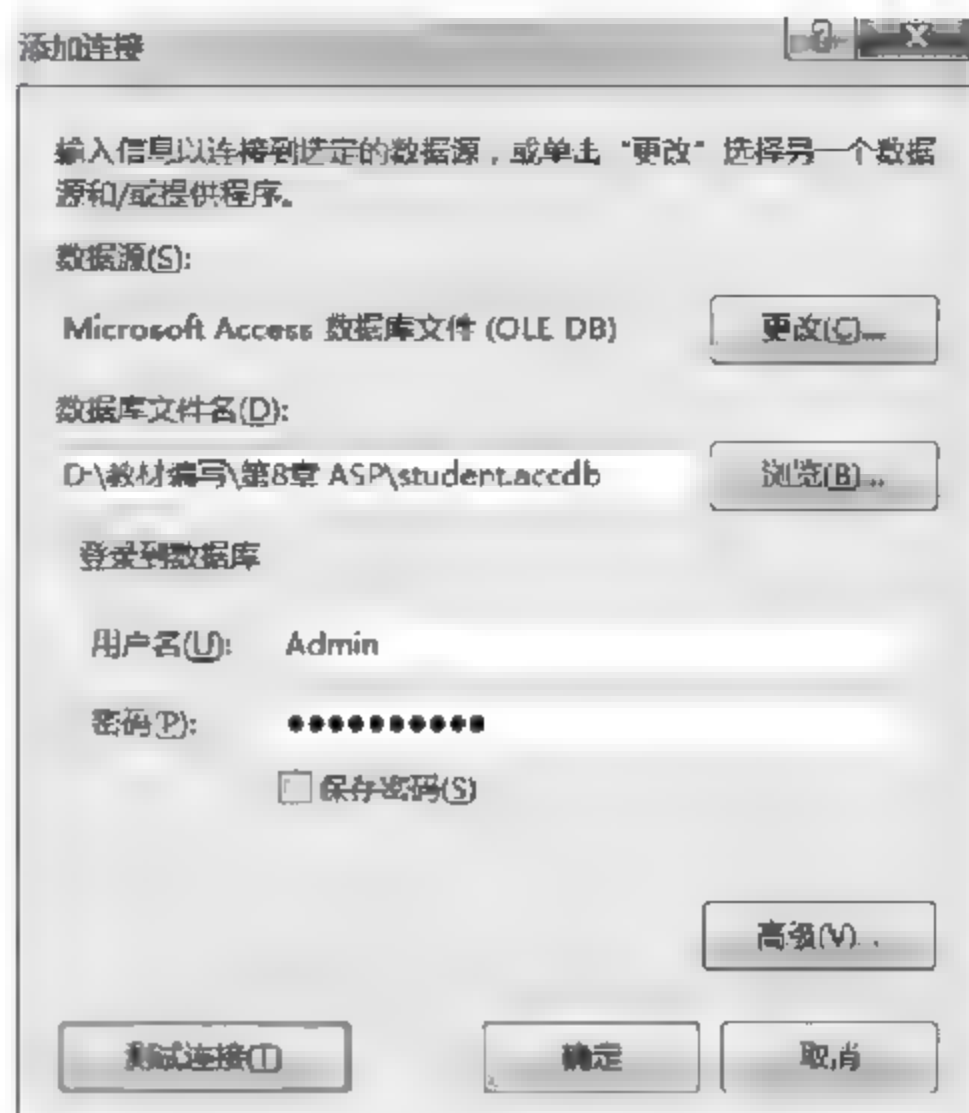 添加连接
输入信息以连接到选定的数据源，或单击“更改”选择另一个数据
源和/或提供程序。
数据源(S):
Microsoft Access 数据库文件 (OLE DB)
更改(C)...
数据库文件名(D):
D:\教材编写\第8章 ASP\student.accdb
浏览(B)...
登录到数据库
用户名(U):
Admin
密码(P):
●●●●●●●●●●
保存密码(S)
高级(V)...
测试连接(T)
确定
取消